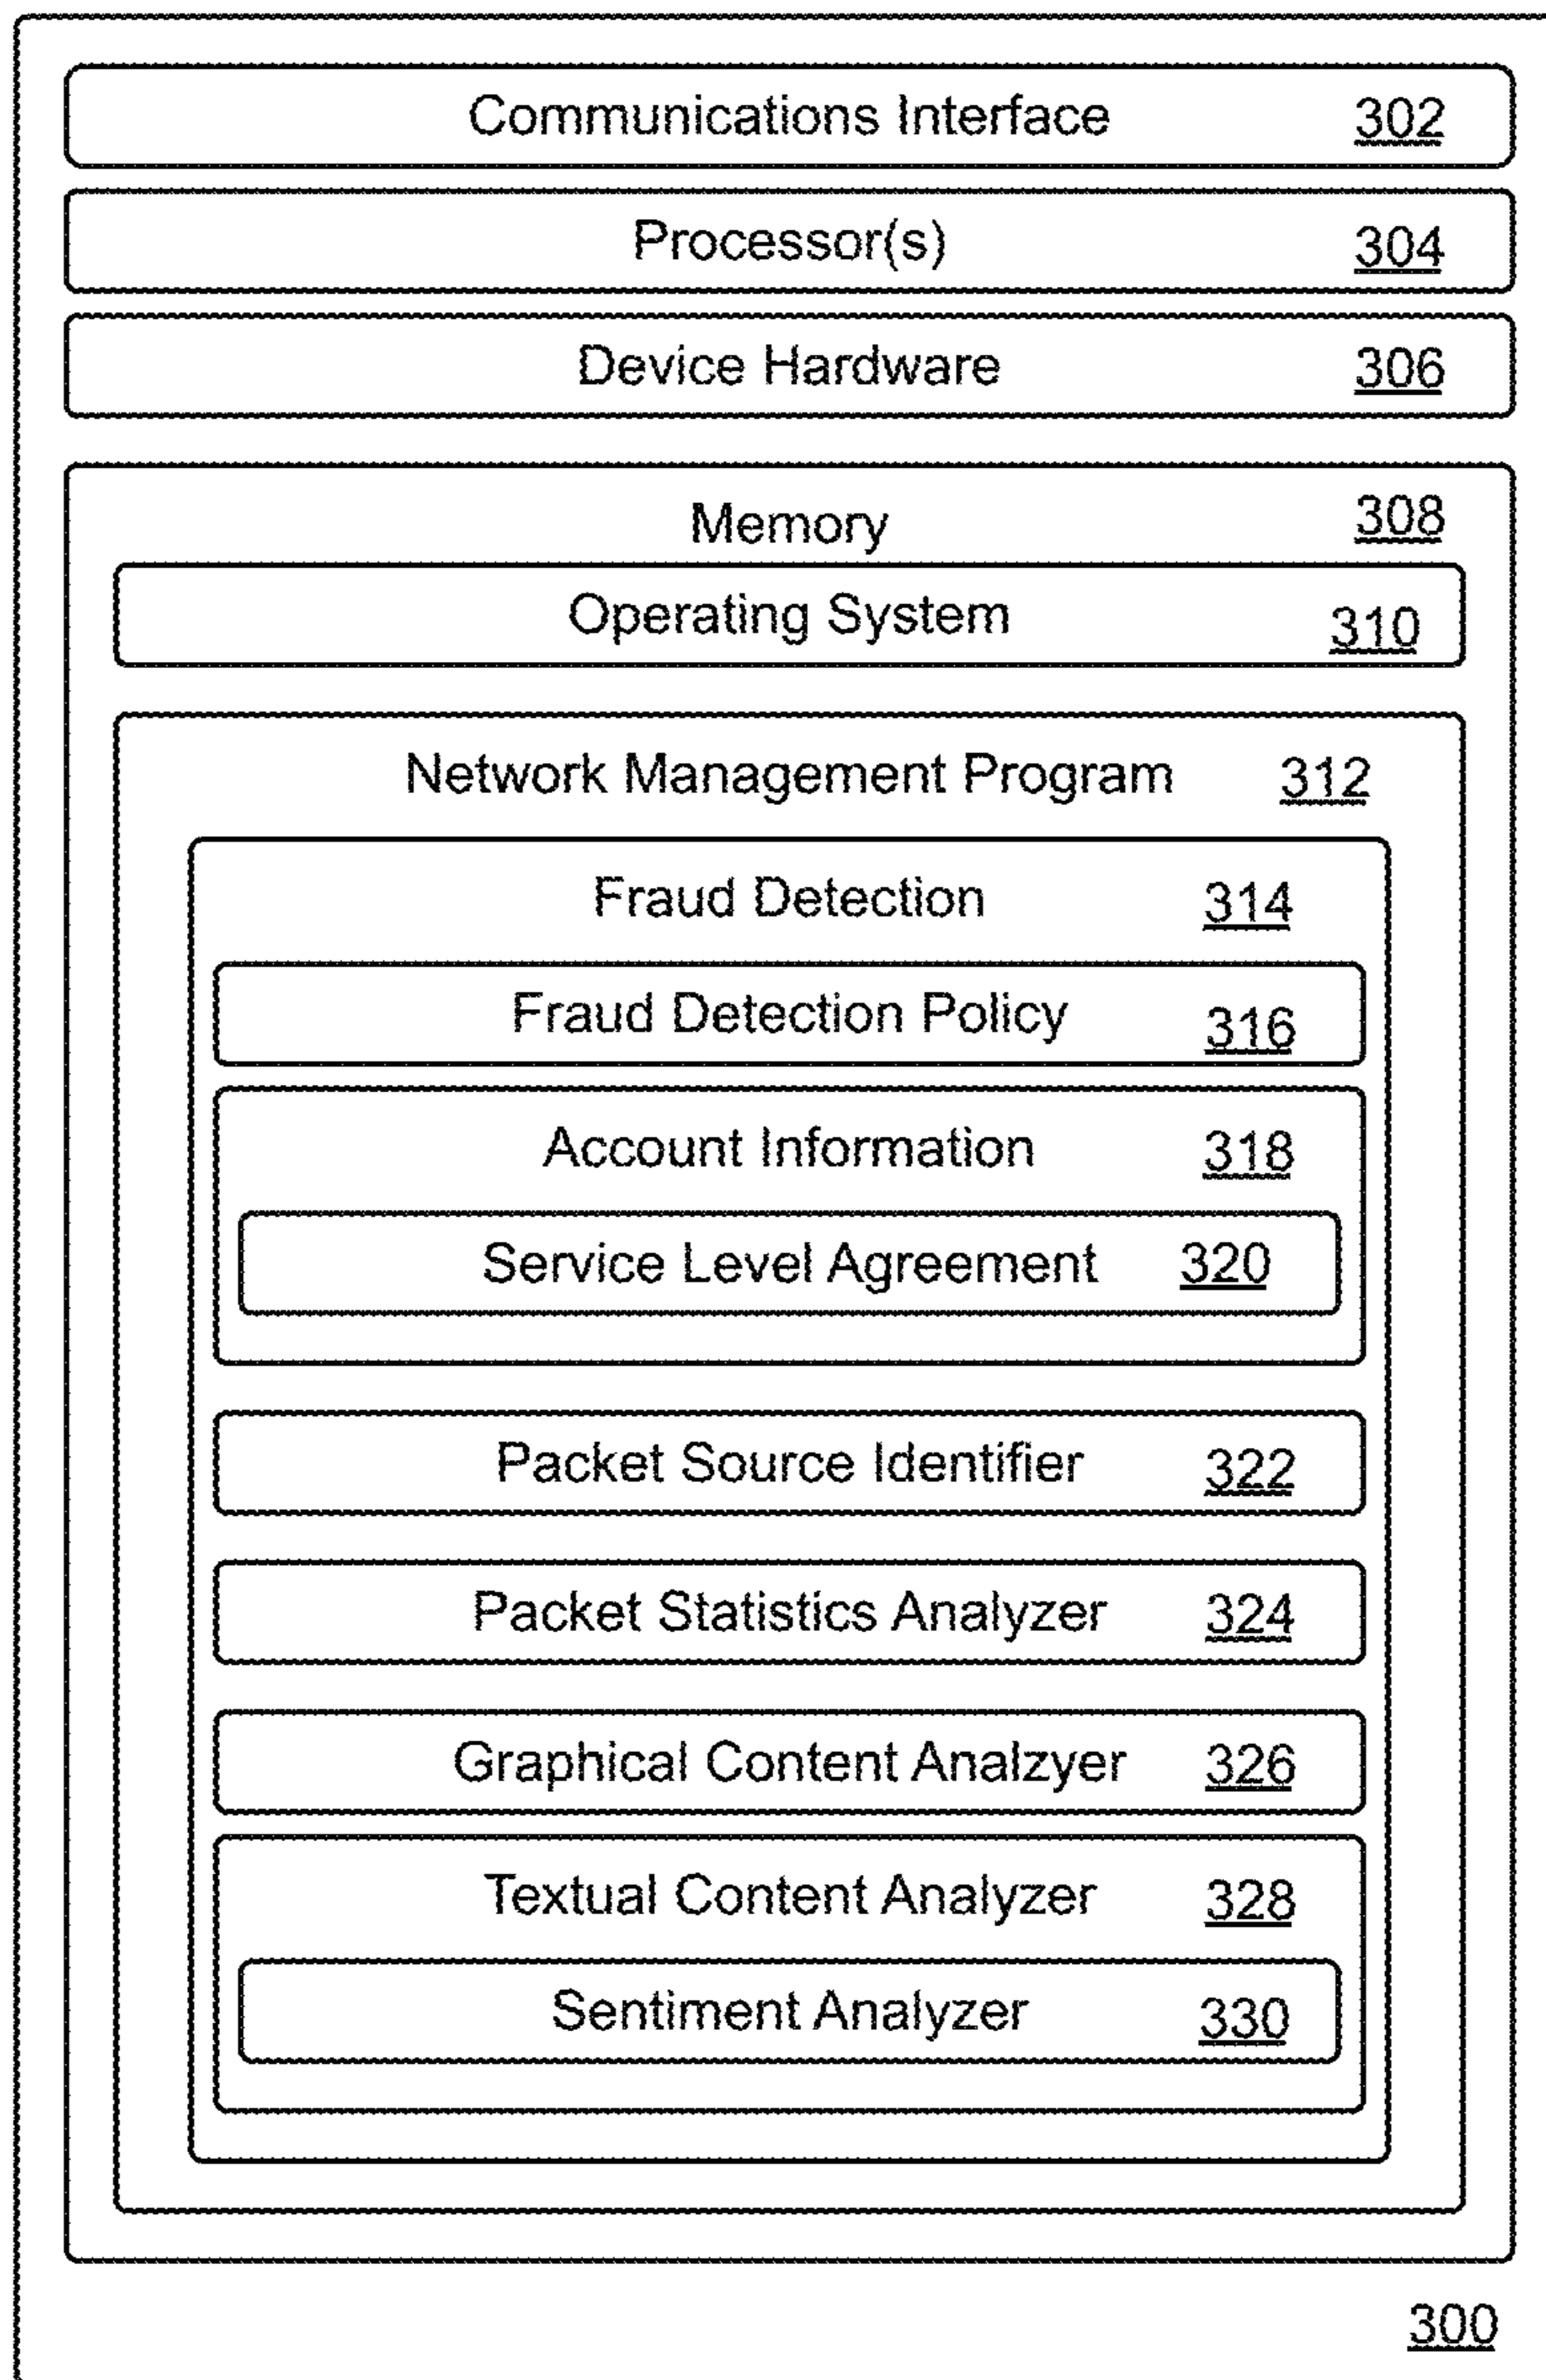 Communications Interface 302
Processor(s) 304
Device Hardware 306
Memory 308
Operating System 310
Network Management Program 312
Fraud Detection 314
Fraud Detection Policy 316
Account Information 318
Service Level Agreement 320
Packet Source Identifier 322
Packet Statistics Analyzer 324
Graphical Content Analzyer 326
Textual Content Analyzer 328
Sentiment Analyzer 330
300